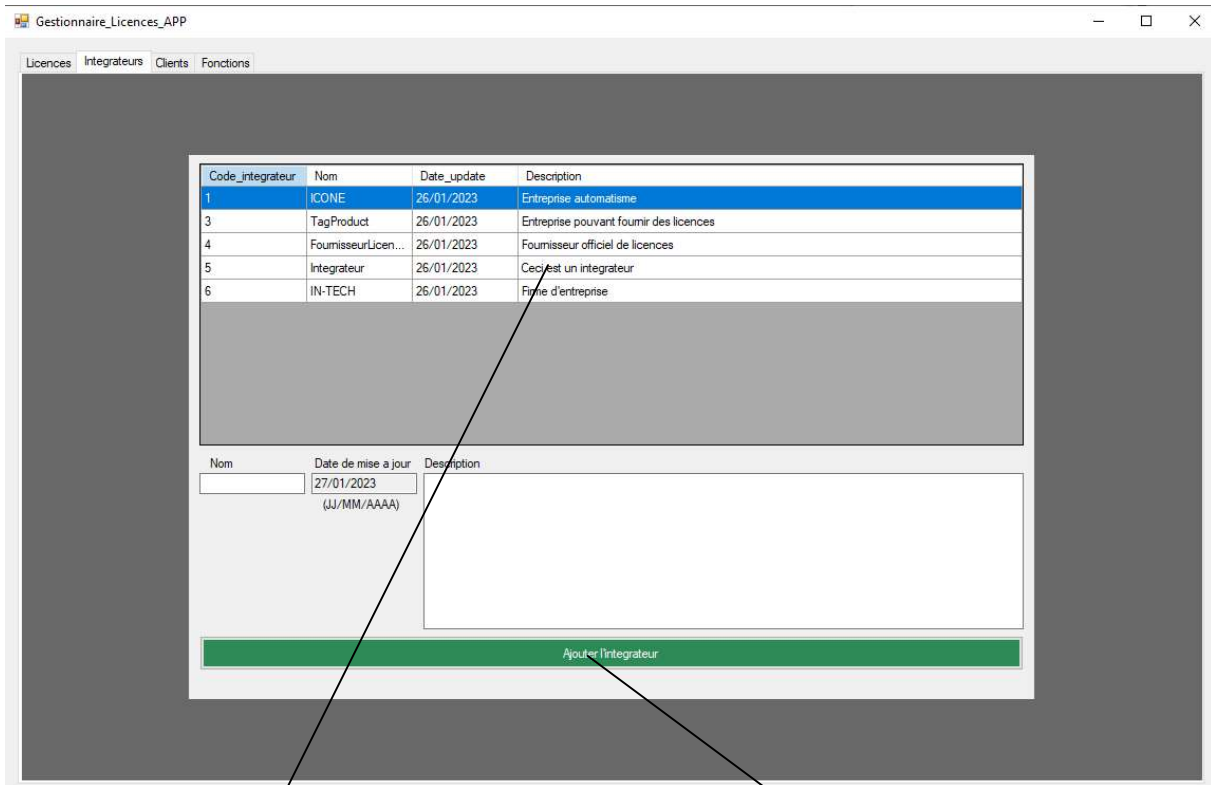 Gestionnaire_Licences_APP
Licences Integrateurs Clients Fonctions
Code_integrateur Nom Date_update Description
1 ICONE 26/01/2023 Entreprise automatisme
3 TagProduct 26/01/2023 Entreprise pouvant fournir des licences
4 FournisseurLicen... 26/01/2023 Fournisseur officiel de licences
5 Integrateur 26/01/2023 Ceci est un integrateur
6 IN-TECH 26/01/2023 Firme d'entreprise
Nom Date de mise a jour Description
27/01/2023
(JJ/MM/AAAA)
Ajouter l'integrateur